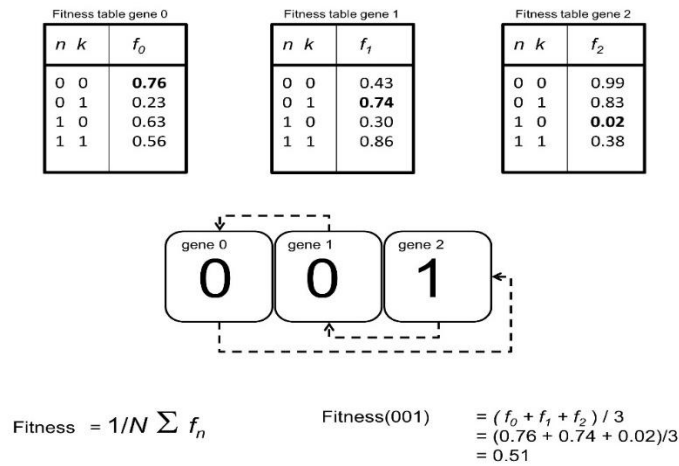 Fitness table gene 0
n k f₀
0 0 0.76
0 1 0.23
1 0 0.63
1 1 0.56
Fitness table gene 1
n k f₁
0 0 0.43
0 1 0.74
1 0 0.30
1 1 0.86
Fitness table gene 2
n k f₂
0 0 0.99
0 1 0.83
1 0 0.02
1 1 0.38
gene 0
0
gene 1
0
gene 2
1
Fitness = 1/N ∑ fₙ
Fitness(001) = ( f₀ + f₁ + f₂ ) / 3
= (0.76 + 0.74 + 0.02)/3
= 0.51